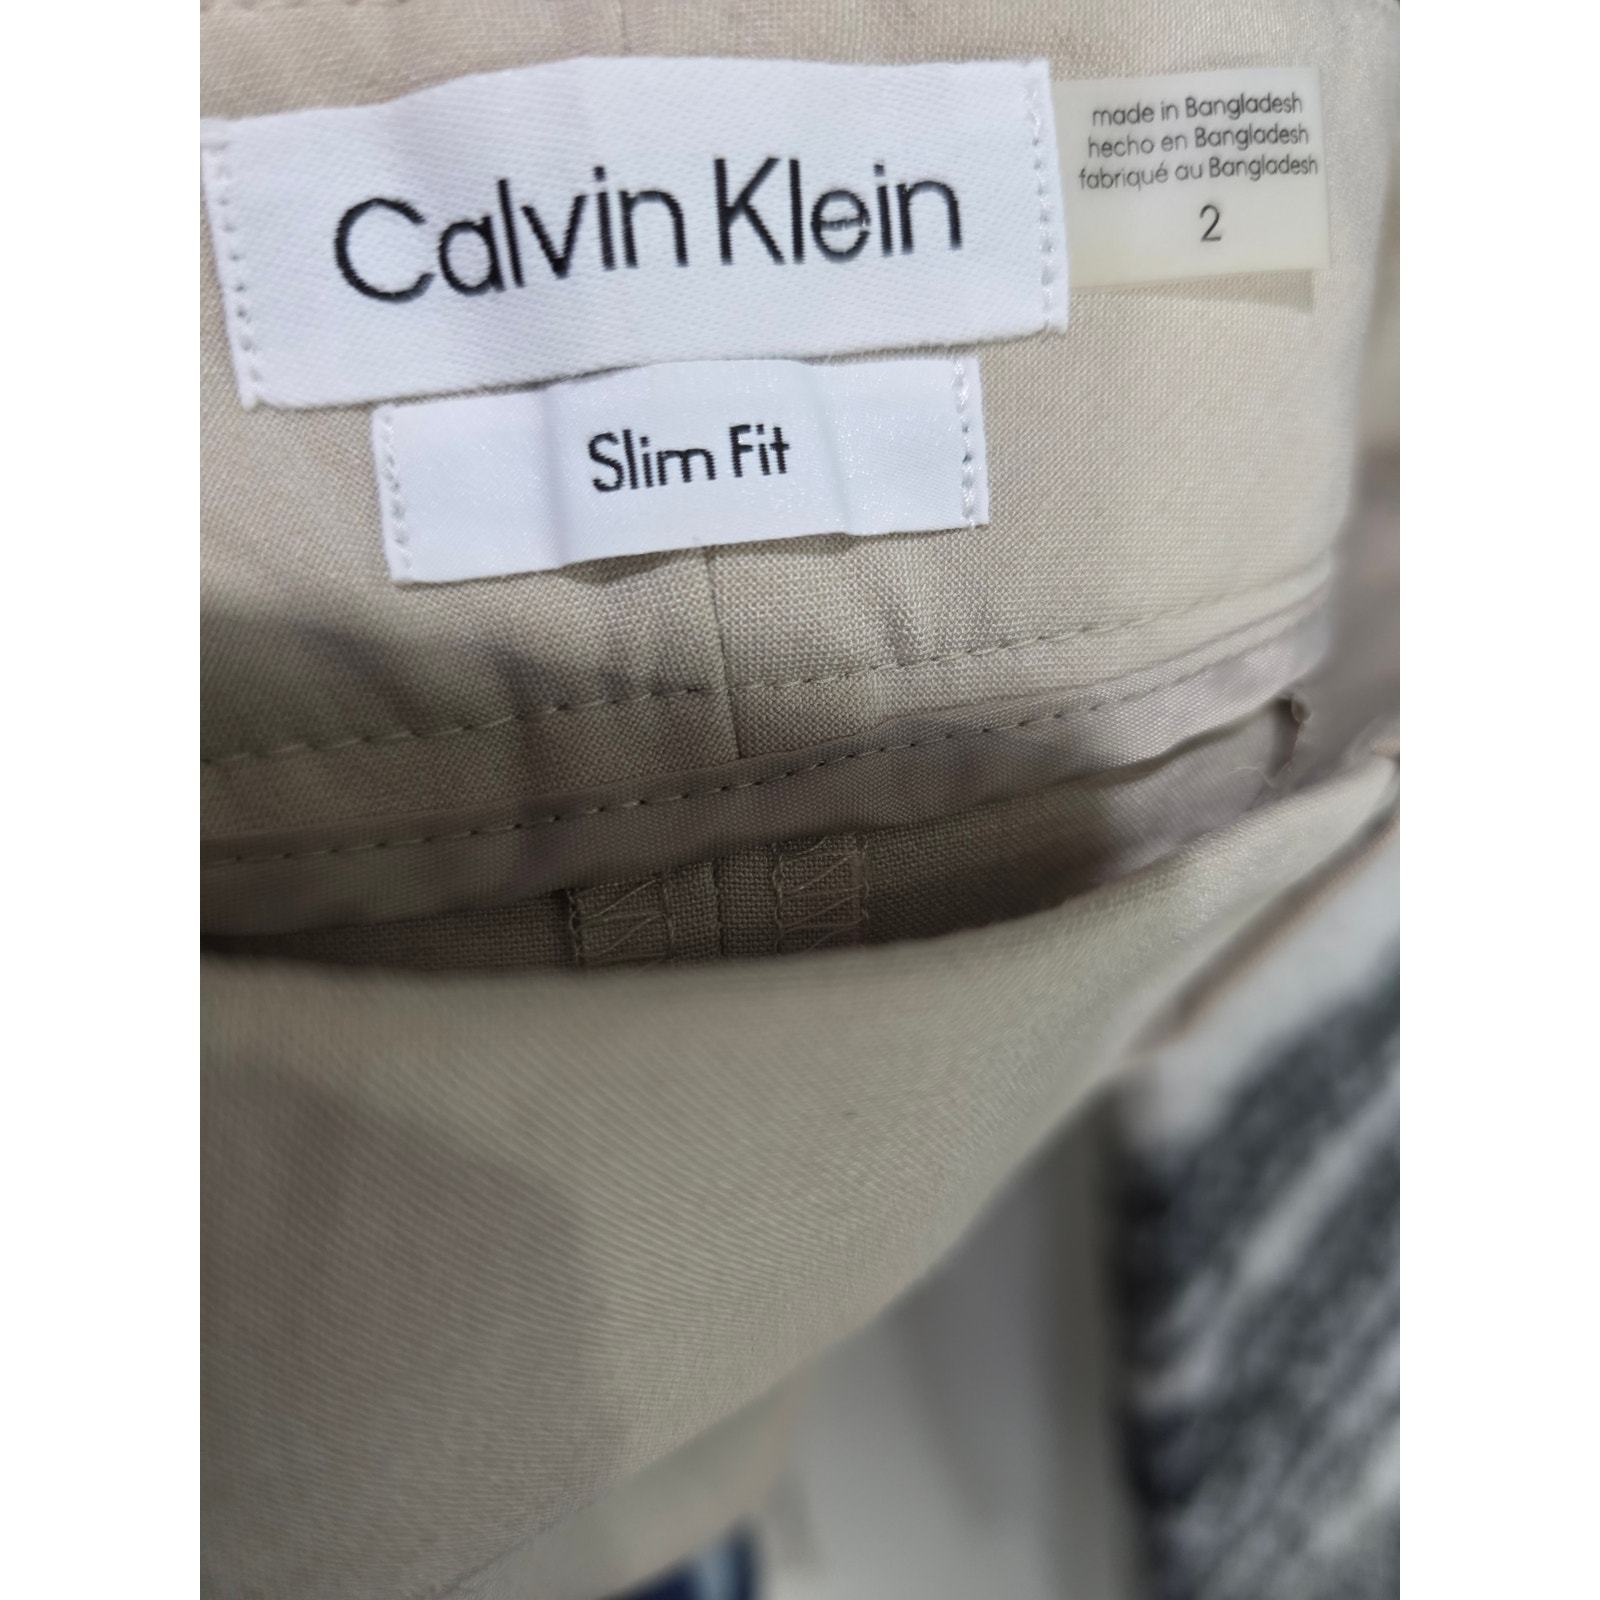 Calvin Klein
Slim Fit
made in Bangladesh
hecho en Bangladesh
fabriqué au Bangladesh
2